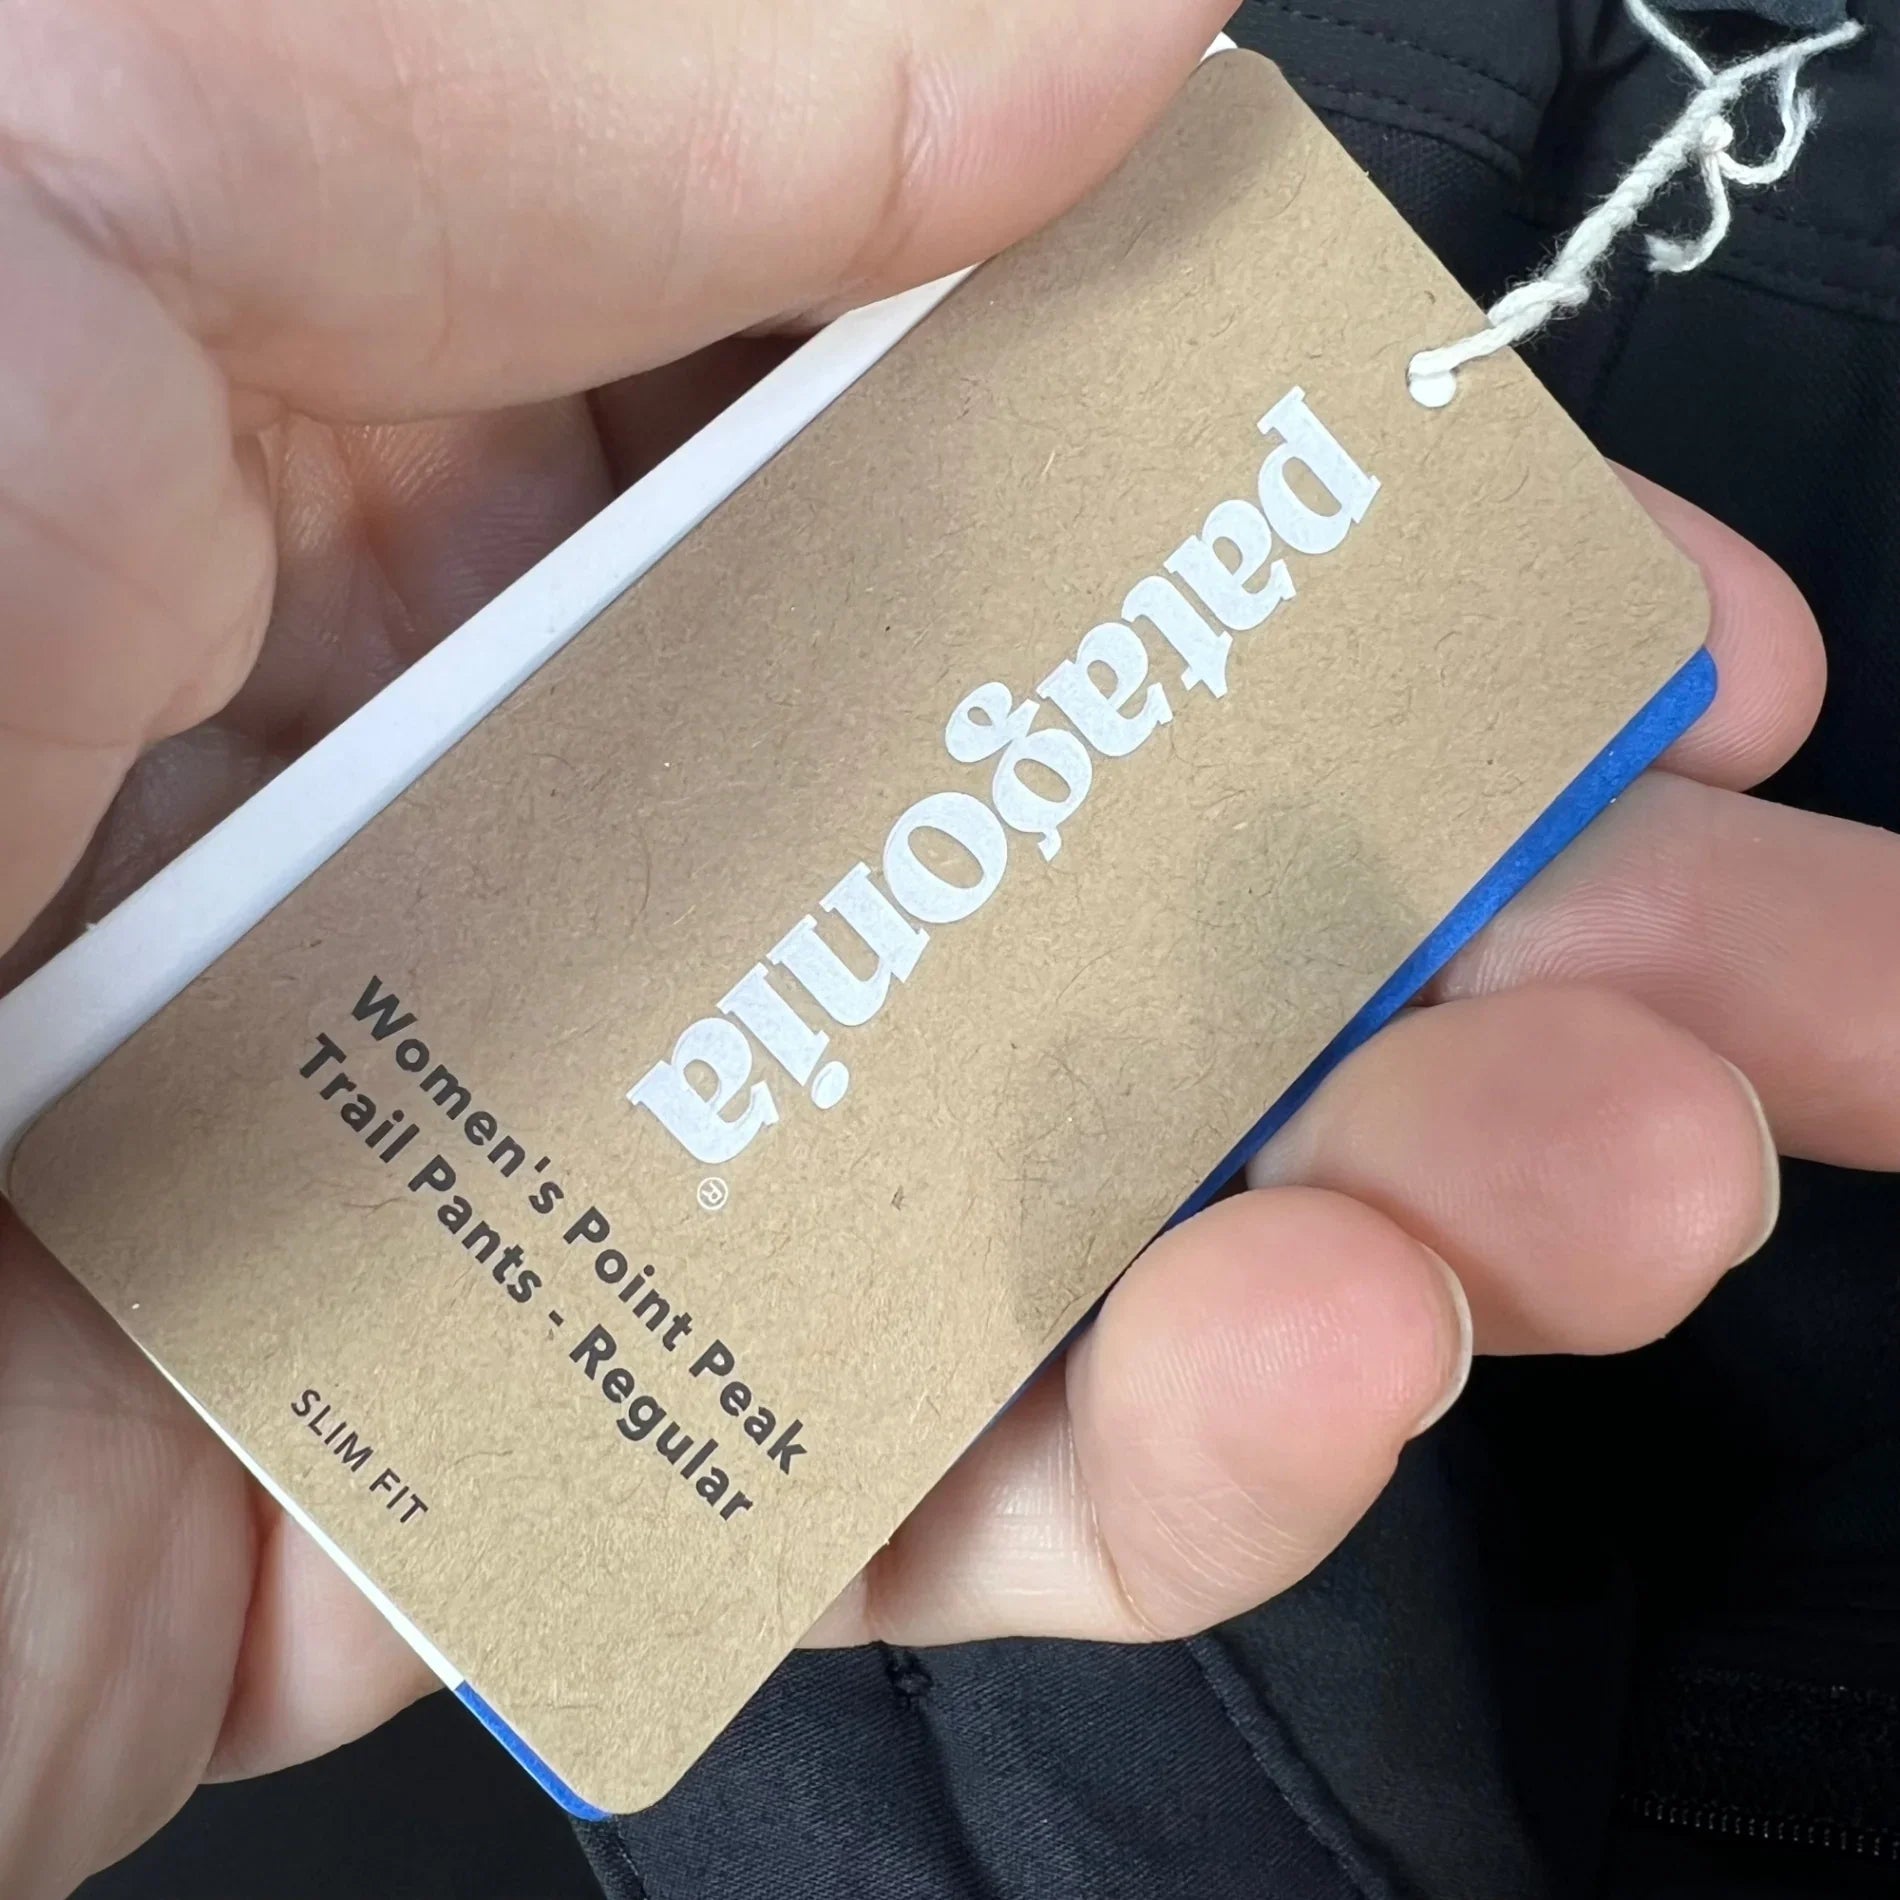 patagonia®
Women's Point Peak
Trail Pants - Regular
SLIM FIT